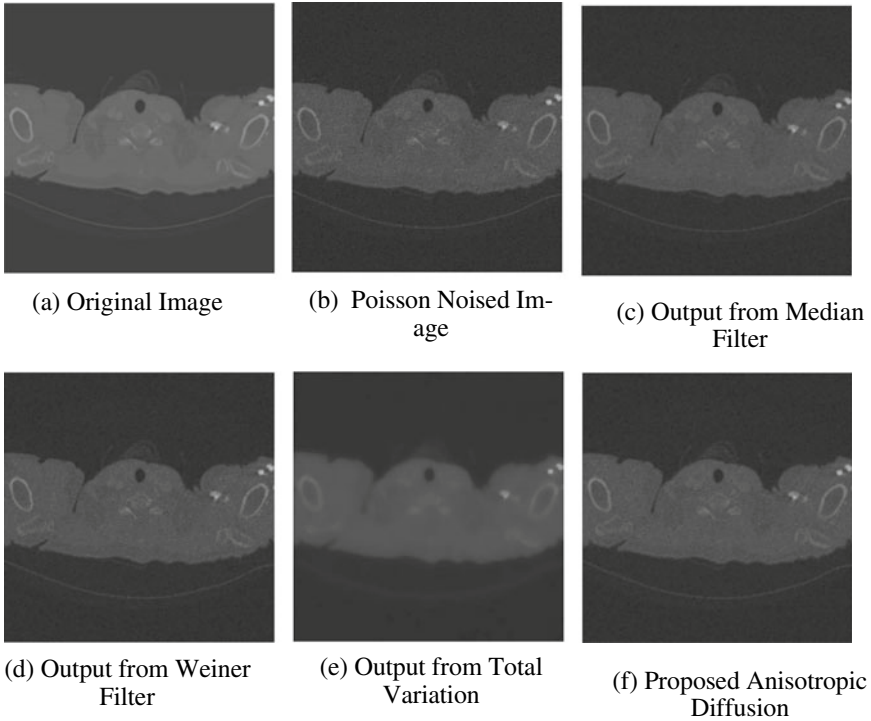 (a) Original Image
(b) Poisson Noised Im-
age
(c) Output from Median
Filter
(d) Output from Weiner
Filter
(e) Output from Total
Variation
(f) Proposed Anisotropic
Diffusion